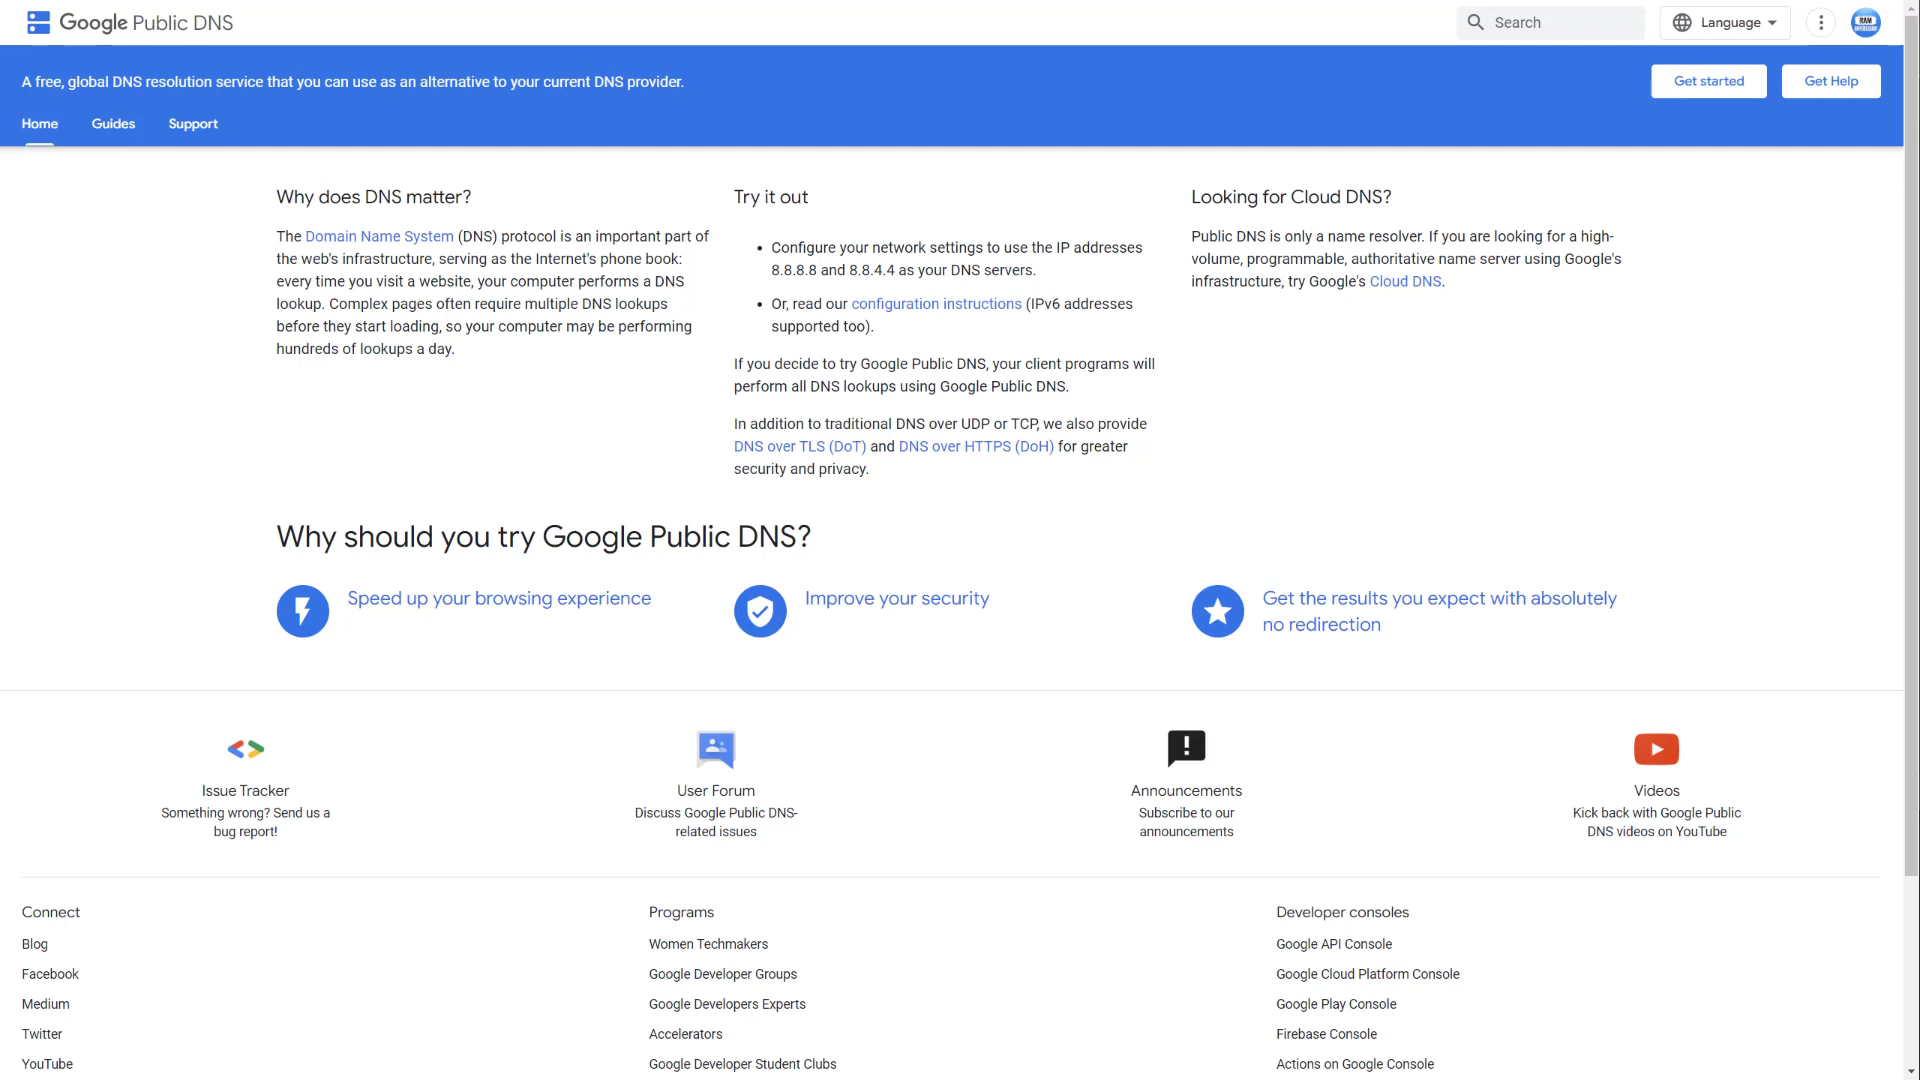 Google Public DNS
Search
Language
RAM
A free, global DNS resolution service that you can use as an alternative to your current DNS provider.
Get started
Get Help
Home
Guides
Support
Why does DNS matter?
The Domain Name System (DNS) protocol is an important part of
the web's infrastructure, serving as the Internet's phone book:
every time you visit a website, your computer performs a DNS
lookup. Complex pages often require multiple DNS lookups
before they start loading, so your computer may be performing
hundreds of lookups a day.
Try it out
• Configure your network settings to use the IP addresses
8.8.8.8 and 8.8.4.4 as your DNS servers.
• Or, read our configuration instructions (IPv6 addresses
supported too).
If you decide to try Google Public DNS, your client programs will
perform all DNS lookups using Google Public DNS.
In addition to traditional DNS over UDP or TCP, we also provide
DNS over TLS (DoT) and DNS over HTTPS (DoH) for greater
security and privacy.
Looking for Cloud DNS?
Public DNS is only a name resolver. If you are looking for a high-
volume, programmable, authoritative name server using Google's
infrastructure, try Google's Cloud DNS.
Why should you try Google Public DNS?
Speed up your browsing experience
Improve your security
Get the results you expect with absolutely
no redirection
Issue Tracker
Something wrong? Send us a
bug report!
User Forum
Discuss Google Public DNS-
related issues
Announcements
Subscribe to our
announcements
Videos
Kick back with Google Public
DNS videos on YouTube
Connect
Blog
Facebook
Medium
Twitter
YouTube
Programs
Women Techmakers
Google Developer Groups
Google Developers Experts
Accelerators
Google Developer Student Clubs
Developer consoles
Google API Console
Google Cloud Platform Console
Google Play Console
Firebase Console
Actions on Google Console